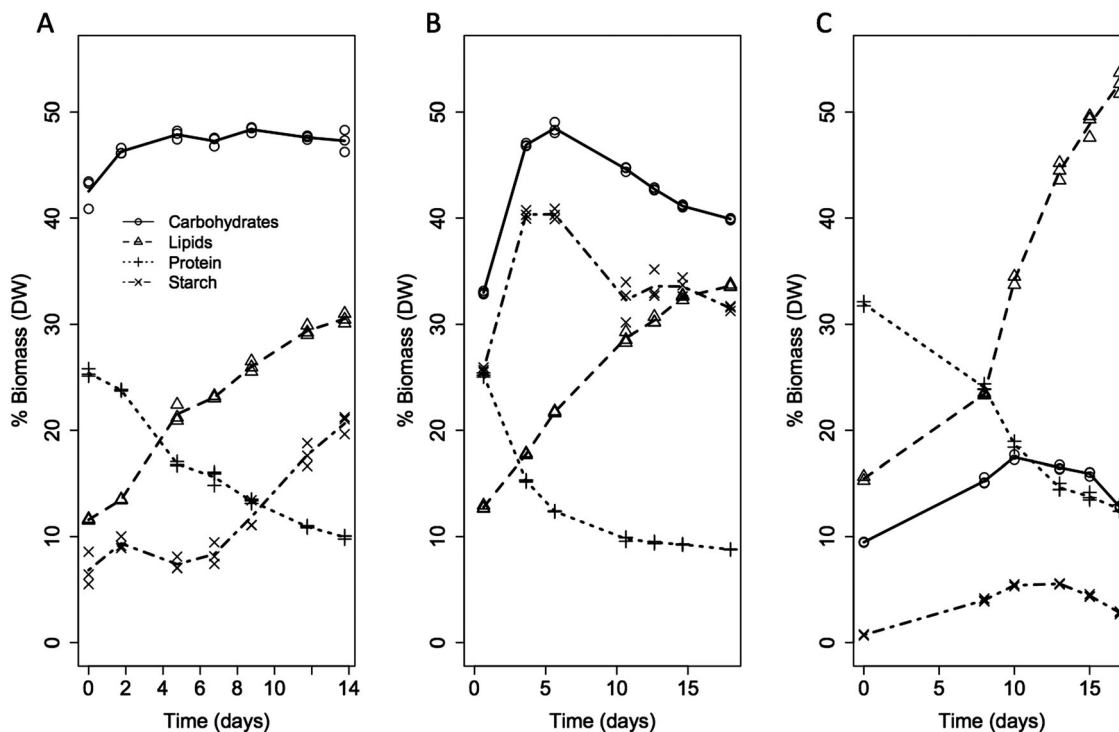 A
% Biomass (DW)
50
40
30
20
10
0
Carbohydrates
Lipids
Protein
Starch
0 2 4 6 8 10 12 14
Time (days)
B
% Biomass (DW)
50
40
30
20
10
0
0 5 10 15
Time (days)
C
% Biomass (DW)
50
40
30
20
10
0
0 5 10 15
Time (days)